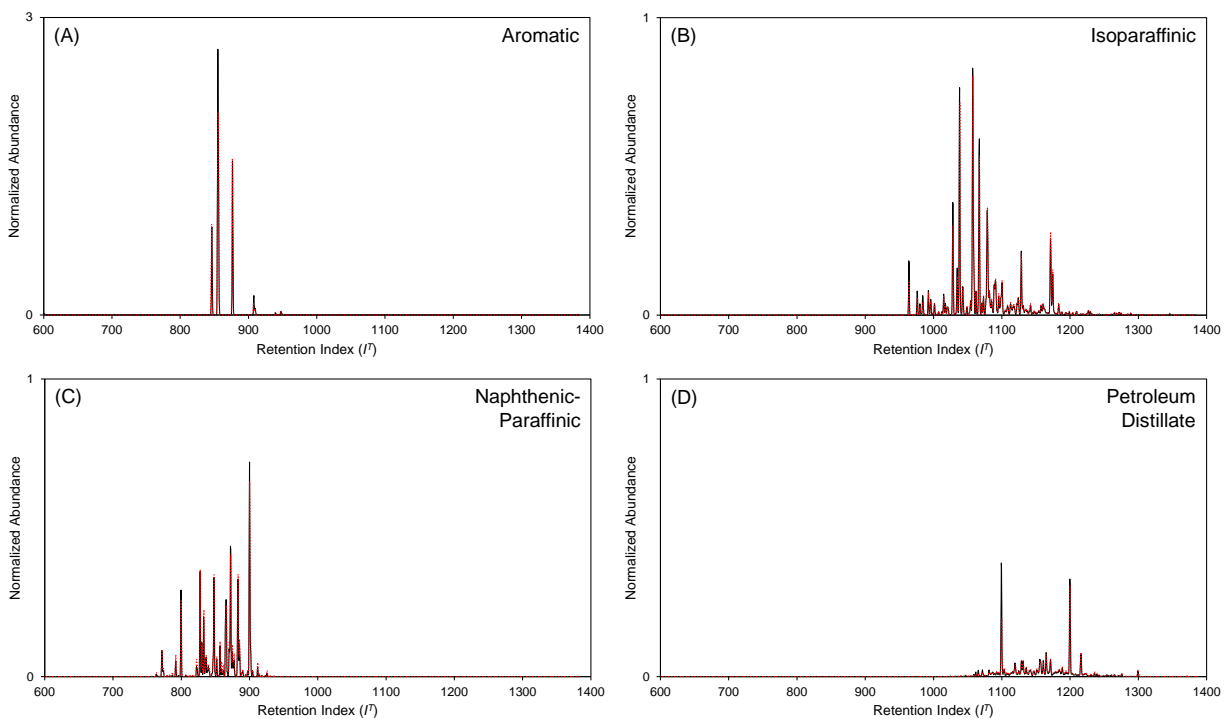 (A)
Aromatic
3
Normalized Abundance
0
600 700 800 900 1000 1100 1200 1300 1400
Retention Index (I^T)
(B)
Isoparaffinic
1
Normalized Abundance
0
600 700 800 900 1000 1100 1200 1300 1400
Retention Index (I^T)
(C)
Naphthenic-
Paraffinic
1
Normalized Abundance
0
600 700 800 900 1000 1100 1200 1300 1400
Retention Index (I^T)
(D)
Petroleum
Distillate
1
Normalized Abundance
0
600 700 800 900 1000 1100 1200 1300 1400
Retention Index (I^T)